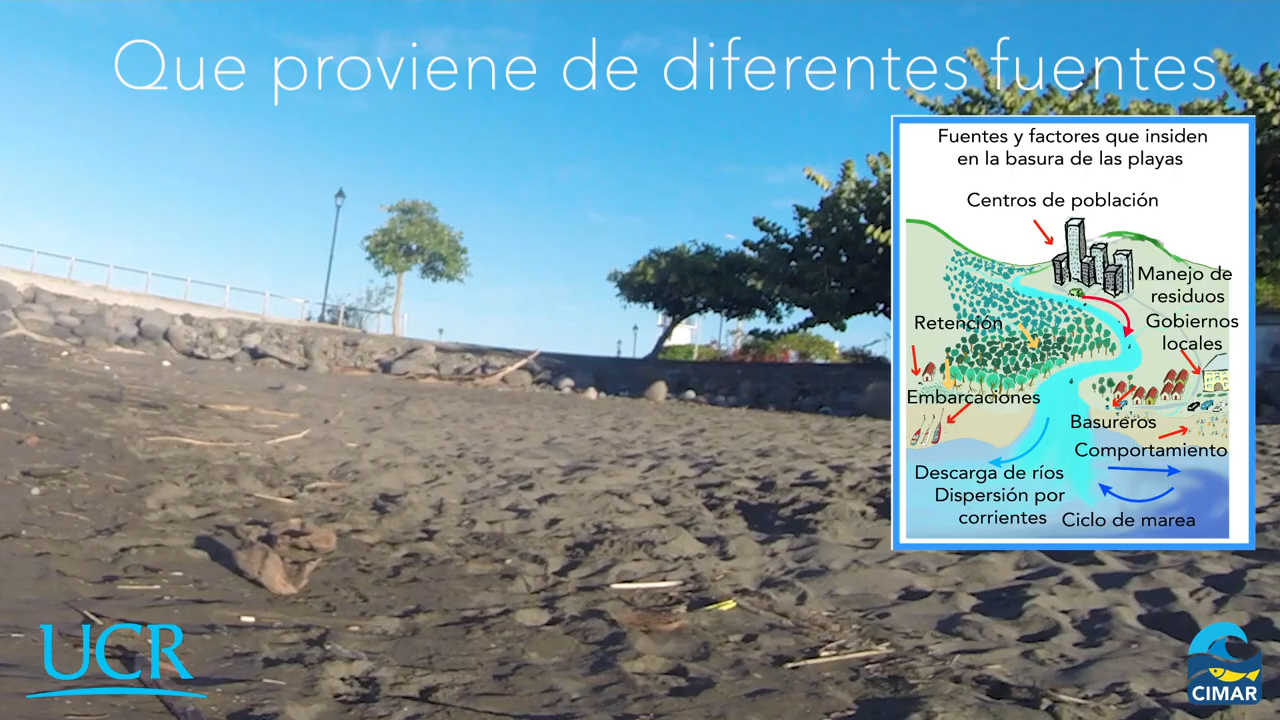 Que proviene de diferentes fuentes
Fuentes y factores que insiden
en la basura de las playas
Centros de población
Manejo de
residuos
Retención
Gobiernos
locales
Embarcaciones
Basureros
Comportamiento
Descarga de ríos
Dispersión por
corrientes
Ciclo de marea
UCR
CIMAR